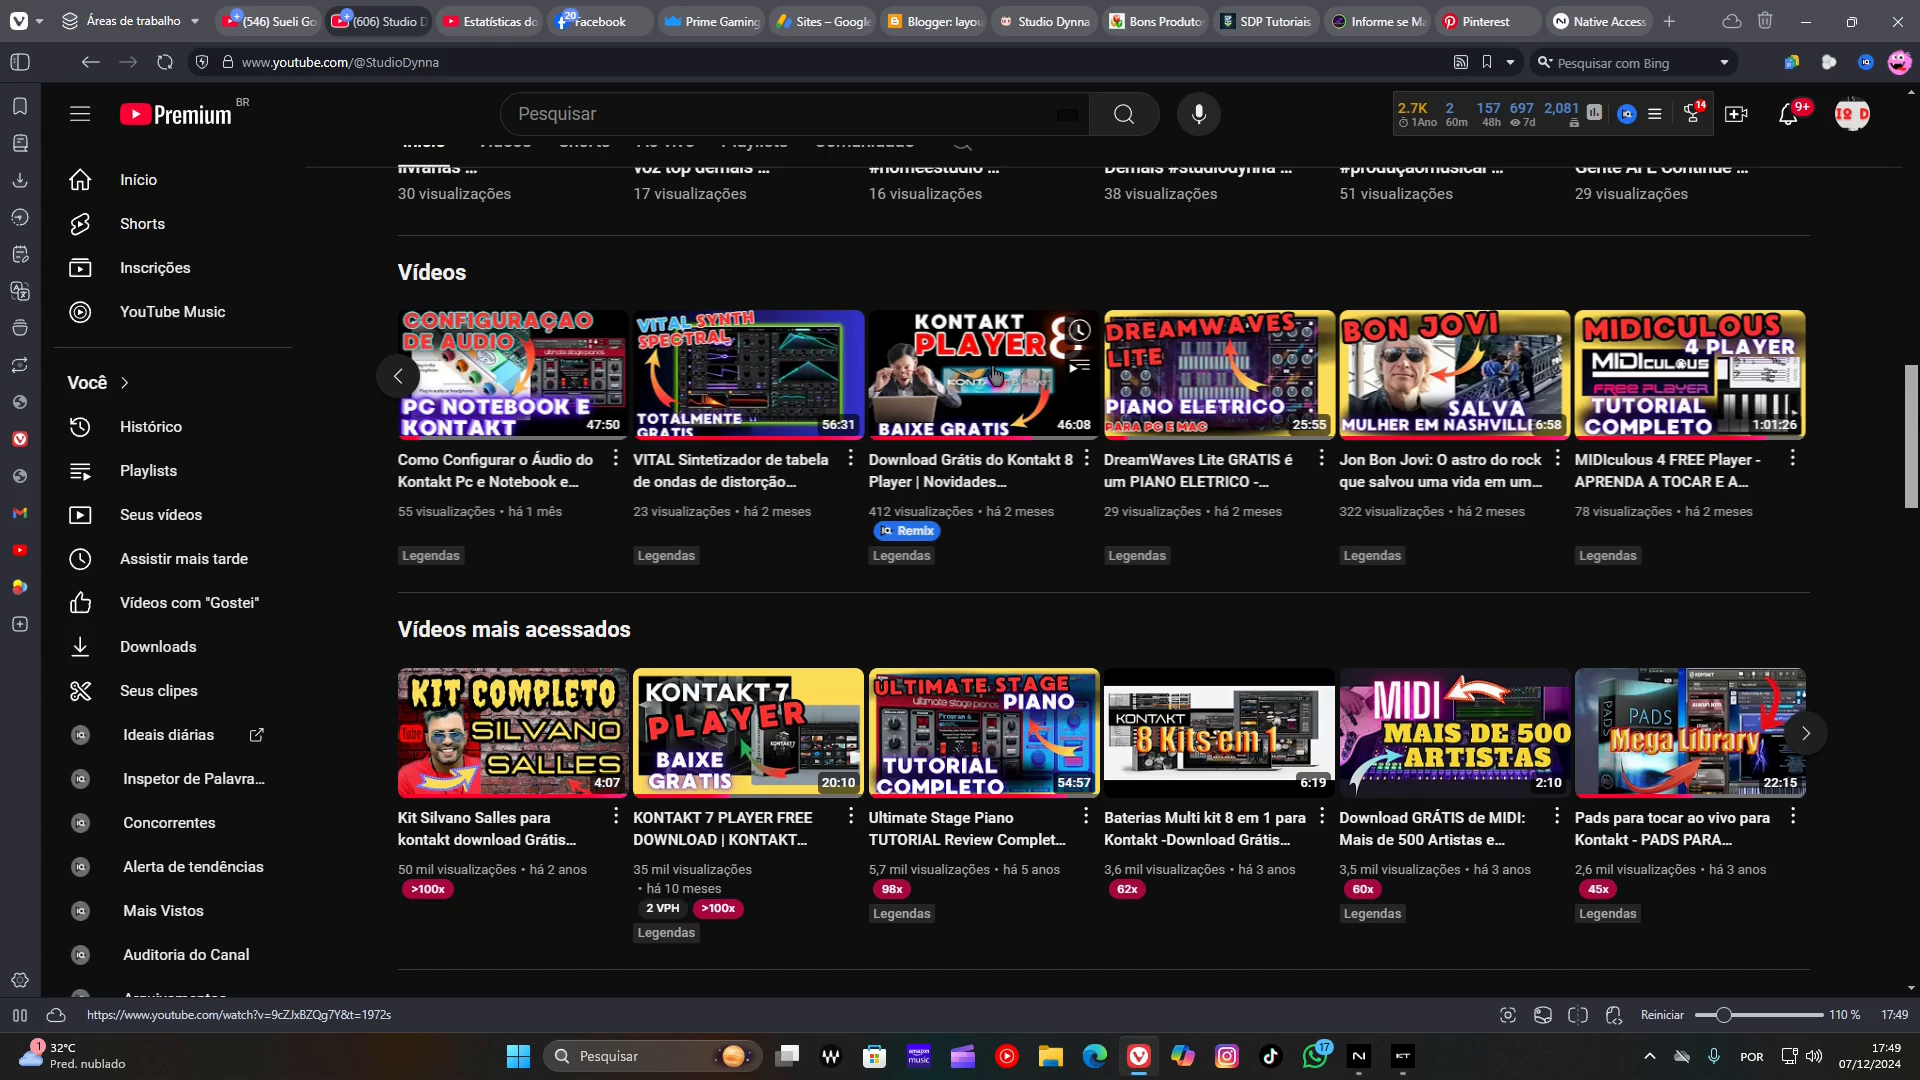 Áreas de trabalho
(546) Sueli Go
(606) Studio D
Estatísticas do
20
Facebook
Prime Gaming
Sites – Google
Blogger: layou
Studio Dynna
Bons Produto
SDP Tutoriais
Informe se Ma
Pinterest
Native Access
www.youtube.com/@StudioDynna
Pesquisar com Bing
Premium BR
Pesquisar
2.7K 2 157 697 2,081
1Ano 60m 48h 7d
14
9+
Início
Shorts
Inscrições
YouTube Music
Você
Histórico
Playlists
Seus vídeos
Assistir mais tarde
Vídeos com "Gostei"
Downloads
Seus clipes
Ideais diárias
Inspetor de Palavra...
Concorrentes
Alerta de tendências
Mais Vistos
Auditoria do Canal
livrarias ...
voz top demais ...
#homeestudio ...
Demais #studiodynna ...
#produçãomusical ...
Gente AFE Continue ...
30 visualizações
17 visualizações
16 visualizações
38 visualizações
51 visualizações
29 visualizações
Vídeos
CONFIGURAÇAO
DE AUDIO
PC NOTEBOOK E
KONTAKT
47:50
VITAL SYNTH
SPECTRAL
TOTALMENTE
GRATIS
56:31
KONTAKT
PLAYER 8
BAIXE GRATIS
46:08
DREAMWAVES
LITE
PIANO ELETRICO
PARA PC E MAC
25:55
BON JOVI
SALVA
MULHER EM NASHVILLE
6:58
MIDICULOUS
4 PLAYER
MIDIculous
FREE PLAYER
TUTORIAL
COMPLETO
1:01:26
Como Configurar o Áudio do
Kontakt Pc e Notebook e...
55 visualizações • há 1 mês
Legendas
VITAL Sintetizador de tabela
de ondas de distorção...
23 visualizações • há 2 meses
Legendas
Download Grátis do Kontakt 8
Player | Novidades...
412 visualizações • há 2 meses
Remix
Legendas
DreamWaves Lite GRATIS é
um PIANO ELETRICO -...
29 visualizações • há 2 meses
Legendas
Jon Bon Jovi: O astro do rock
que salvou uma vida em um...
322 visualizações • há 2 meses
Legendas
MIDIculous 4 FREE Player -
APRENDA A TOCAR E A...
78 visualizações • há 2 meses
Legendas
Vídeos mais acessados
KIT COMPLETO
SILVANO
SALLES
4:07
KONTAKT 7
PLAYER
BAIXE
GRATIS
20:10
ULTIMATE STAGE
PIANO
TUTORIAL
COMPLETO
54:57
KONTAKT
8 Kits em 1
6:19
MIDI
MAIS DE 500
ARTISTAS
2:10
PADS
Mega Library
22:15
Kit Silvano Salles para
kontakt download Grátis...
50 mil visualizações • há 2 anos
>100x
KONTAKT 7 PLAYER FREE
DOWNLOAD | KONTAKT...
35 mil visualizações
• há 10 meses
2 VPH >100x
Legendas
Ultimate Stage Piano
TUTORIAL Review Complet...
5,7 mil visualizações • há 5 anos
98x
Legendas
Baterias Multi kit 8 em 1 para
Kontakt -Download Grátis...
3,6 mil visualizações • há 3 anos
62x
Download GRÁTIS de MIDI:
Mais de 500 Artistas e...
3,5 mil visualizações • há 3 anos
60x
Legendas
Pads para tocar ao vivo para
Kontakt - PADS PARA...
2,6 mil visualizações • há 3 anos
45x
Legendas
https://www.youtube.com/watch?v=9cZJxBZQg7Y&t=1972s
Reiniciar
110 %
17:49
1
32°C
Pred. nublado
Pesquisar
17
POR
17:49
07/12/2024